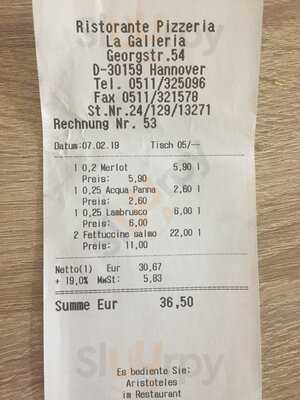 Ristorante Pizzeria
La Galleria
Georgstr.54
D-30159 Hannover
Tel. 0511/325096
Fax 0511/321578
St.Nr.24/129/13271
Rechnung Nr. 53
Datum:07.02.19 Tisch 05/--
1 0,2 Merlot 5,90 1
Preis: 5,90
1 0,25 Acqua Panna 2,60 1
Preis: 2,60
1 0,25 Lambrusco 6,00 1
Preis: 6,00
2 Fettuccine salmo 22,00 1
Preis: 11,00
Netto(1) Eur 30,67
+ 19,0% MwSt: 5,83
Summe Eur 36,50
Es bediente Sie:
Aristoteles
im Restaurant
Slurrpy